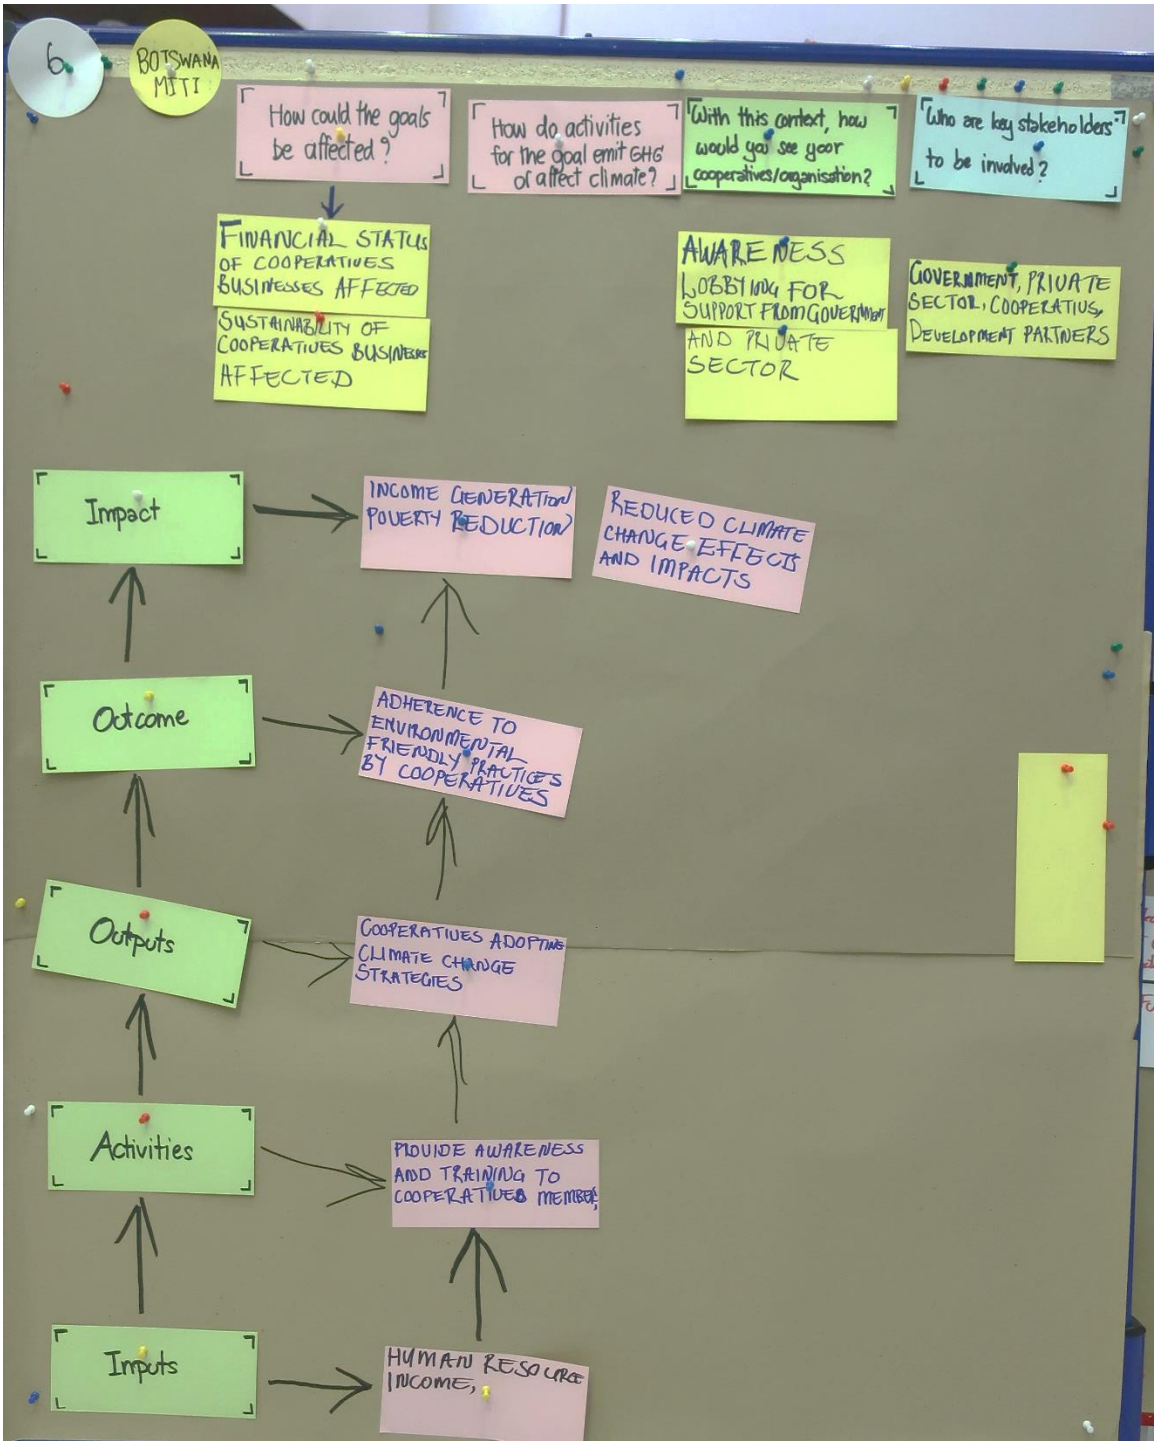 6
BOTSWANA
MITI
How could the goals
be affected?
How do activities
for the goal emit GHG
of affect climate?
With this context, how
would you see your
cooperatives/organisation?
Who are key stakeholders
to be involved?
FINANCIAL STATUS
OF COOPERATIVES
BUSINESSES AFFECTED
SUSTAINABILITY OF
COOPERATIVES BUSINESSES
AFFECTED
AWARENESS
LOBBYING FOR
SUPPORT FROM GOVERNMENT
AND PRIVATE
SECTOR
GOVERNMENT, PRIVATE
SECTOR, COOPERATIVES,
DEVELOPMENT PARTNERS
Impact
INCOME GENERATION
POVERTY REDUCTION
REDUCED CLIMATE
CHANGE EFFECTS
AND IMPACTS
Outcome
ADHERENCE TO
ENVIRONMENTAL
FRIENDLY PRACTICES
BY COOPERATIVES
Outputs
COOPERATIVES ADOPTING
CLIMATE CHANGE
STRATEGIES
Activities
PROVIDE AWARENESS
AND TRAINING TO
COOPERATIVES MEMBERS
Inputs
HUMAN RESOURCE
INCOME,